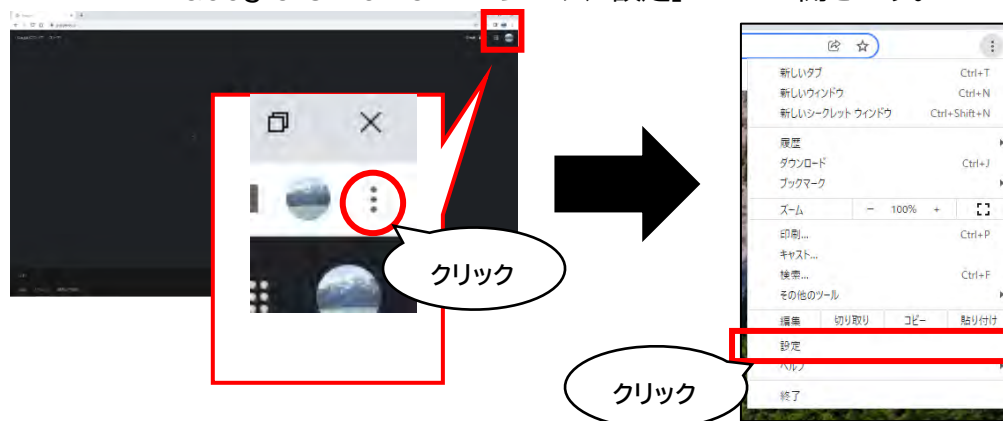 設定
クリック
新しいタブ Ctrl+T
新しいウィンドウ Ctrl+N
新しいシークレット ウィンドウ Ctrl+Shift+N
履歴
ダウンロード Ctrl+J
ブックマーク
ズーム - 100% +
印刷... Ctrl+P
キャスト...
検索... Ctrl+F
その他のツール
編集 切り取り コピー 貼り付け
設定
ヘルプ
クリック
終了